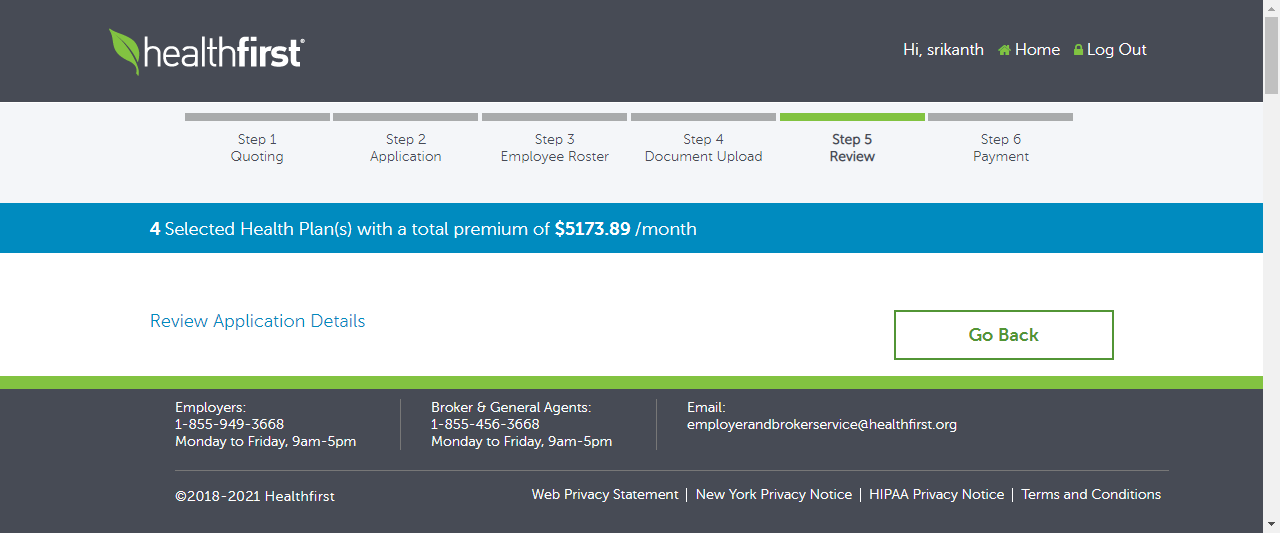 healthfirst®
Hi, srikanth Home Log Out
Step 1
Quoting
Step 2
Application
Step 3
Employee Roster
Step 4
Document Upload
Step 5
Review
Step 6
Payment
4 Selected Health Plan(s) with a total premium of $5173.89 /month
Review Application Details
Go Back
Employers:
1-855-949-3668
Monday to Friday, 9am-5pm
Broker & General Agents:
1-855-456-3668
Monday to Friday, 9am-5pm
Email:
employerandbrokerservice@healthfirst.org
©2018-2021 Healthfirst
Web Privacy Statement | New York Privacy Notice | HIPAA Privacy Notice | Terms and Conditions